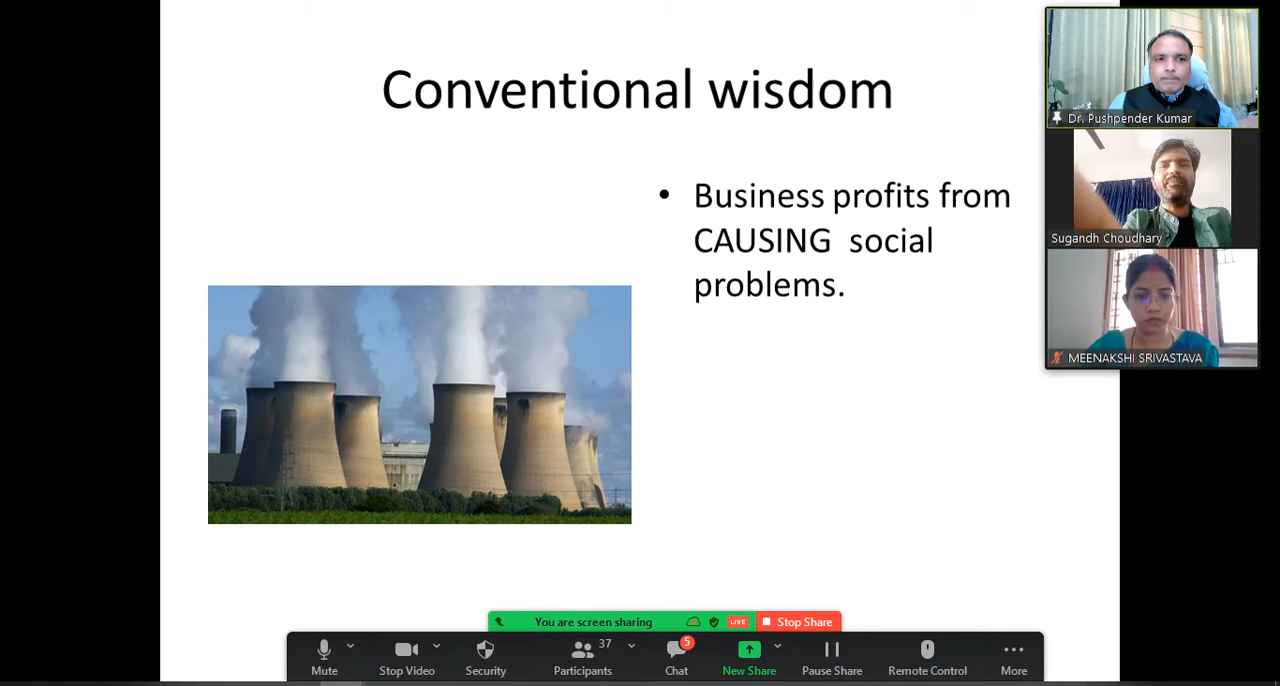 Conventional wisdom
• Business profits from
CAUSING social
problems.
Dr. Pushpender Kumar
Sugandh Choudhary
MEENAKSHI SRIVASTAVA
You are screen sharing
LIVE
Stop Share
Mute
Stop Video
Security
37
Participants
5
Chat
New Share
Pause Share
Remote Control
More